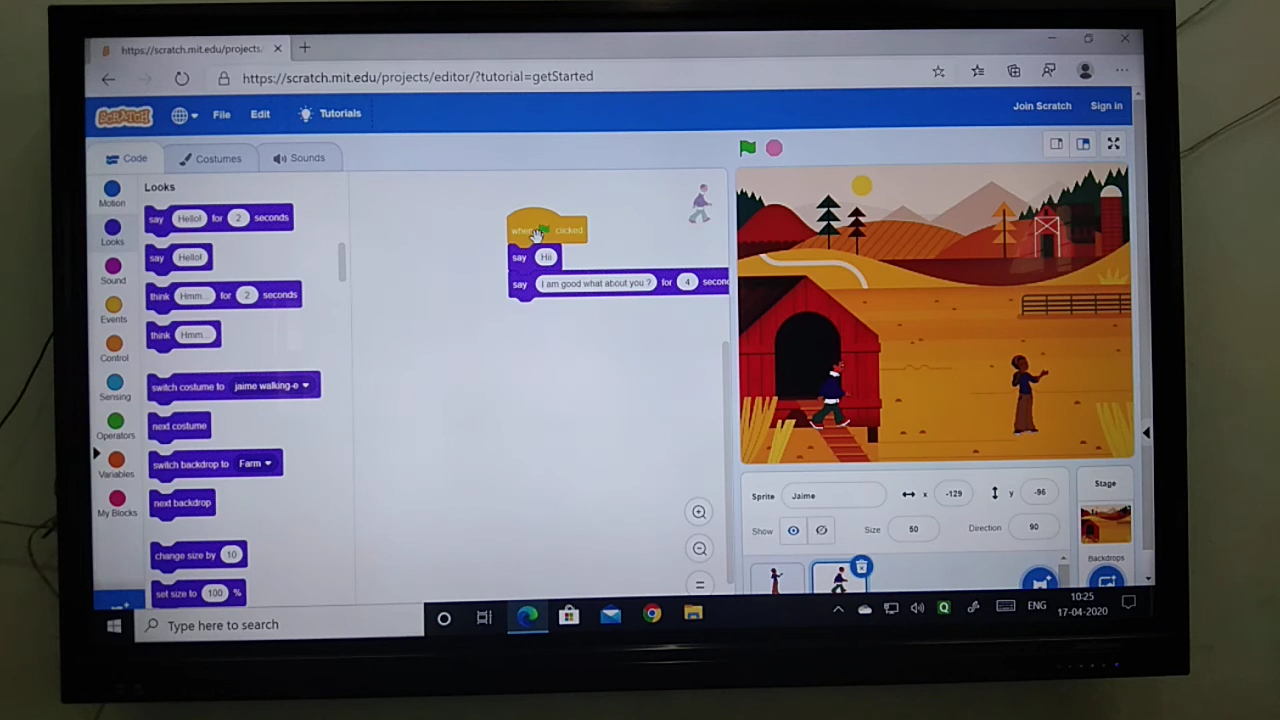 https://scratch.mit.edu/projects,
https://scratch.mit.edu/projects/editor/?tutorial=getStarted
SCRATCH File Edit Tutorials Join Scratch Sign in
Code Costumes Sounds
Motion
Looks
Sound
Events
Control
Sensing
Operators
Variables
My Blocks
Looks
say Hello! for 2 seconds
say Hello!
think Hmm... for 2 seconds
think Hmm...
switch costume to jaime walking-e
next costume
switch backdrop to Farm
next backdrop
change size by 10
set size to 100 %
when clicked
say Hii
say I am good what about you ? for 4 second
Sprite Jaime x -129 y -96
Show Size 50 Direction 90
Stage
Backdrops
Type here to search
Q
ENG
10:25
17-04-2020